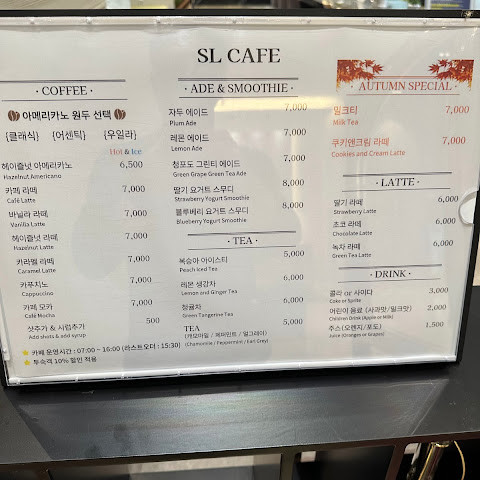 SL CAFE
· COFFEE ·
아메리카노 원두 선택
{클래식} {어센틱} {우일라}
Hot & Ice
헤이즐넛 아메리카노 6,500
Hazelnut Americano
카페 라떼 7,000
Café Latte
바닐라 라떼 7,000
Vanilla Latte
헤이즐넛 라떼 7,000
Hazelnut Latte
카라멜 라떼 7,000
Caramel Latte
카푸치노 7,000
Cappuccino
카페 모카 7,000
Café Mocha
샷추가 & 시럽추가 500
Add shots & add syrup
· ADE & SMOOTHIE ·
자두 에이드 7,000
Plum Ade
레몬 에이드 7,000
Lemon Ade
청포도 그린티 에이드 7,000
Green Grape Green Tea Ade
딸기 요거트 스무디 8,000
Strawberry Yogurt Smoothie
블루베리 요거트 스무디 8,000
Blueberry Yogurt Smoothie
· TEA ·
복숭아 아이스티 5,000
Peach Iced Tea
레몬 생강차 6,000
Lemon and Ginger Tea
청귤차 6,000
Green Tangerine Tea
TEA 5,000
(캐모마일 / 페퍼민트 / 얼그레이)
(Chamomile / Peppermint / Earl Grey)
AUTUMN SPECIAL ·
밀크티 7,000
Milk Tea
쿠키앤크림 라떼 7,000
Cookies and Cream Latte
· LATTE ·
딸기 라떼 6,000
Strawberry Latte
초코 라떼 6,000
Chocolate Latte
녹차 라떼 6,000
Green Tea Latte
· DRINK ·
콜라 or 사이다 3,000
Coke or Sprite
어린이 음료 (사과맛/밀크맛) 2,000
Children Drink (Apple or Milk)
주스 (오렌지/포도) 1,500
Juice (Oranges or Grapes)
카페 운영시간 : 07:00 ~ 16:00 (라스트오더 : 15:30)
투숙객 10% 할인 적용